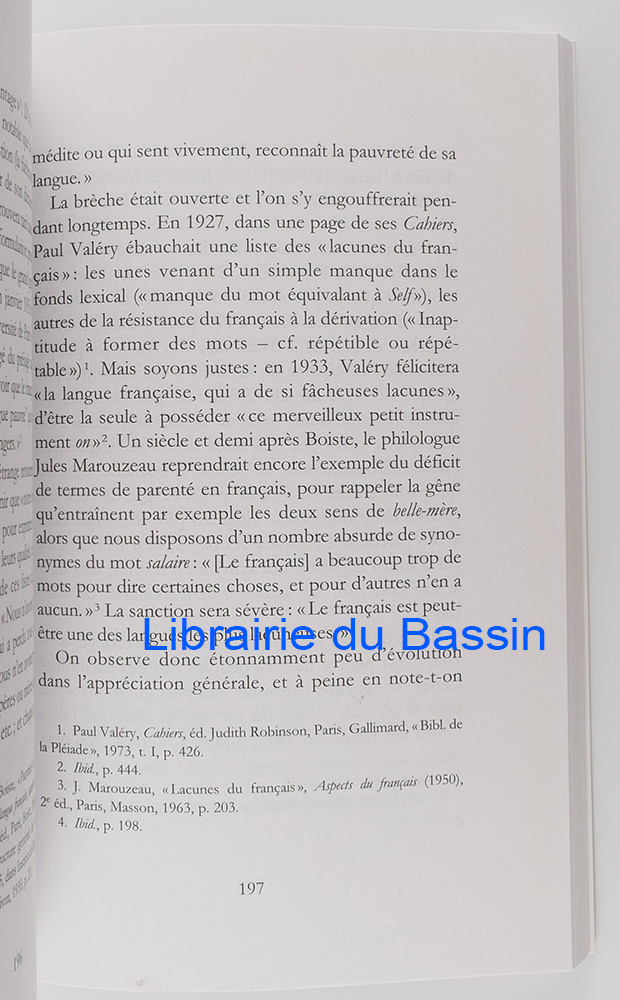 médite ou qui sent vivement, reconnaît la pauvreté de sa
langue. »
La brèche était ouverte et l’on s’y engouffrerait pen-
dant longtemps. En 1927, dans une page de ses Cahiers,
Paul Valéry ébauchait une liste des « lacunes du fran-
çais » : les unes venant d’un simple manque dans le
fonds lexical (« manque du mot équivalant à Self »), les
autres de la résistance du français à la dérivation (« Inap-
titude à former des mots – cf. répétible ou répé-
table »)1. Mais soyons justes : en 1933, Valéry félicitera
« la langue française, qui a de si fâcheuses lacunes »,
d’être la seule à posséder « ce merveilleux petit instru-
ment on »2. Un siècle et demi après Boiste, le philologue
Jules Marouzeau reprendrait encore l’exemple du déficit
de termes de parenté en français, pour rappeler la gêne
qu’entraînent par exemple les deux sens de belle-mère,
alors que nous disposons d’un nombre absurde de syno-
nymes du mot salaire : « [Le français] a beaucoup trop de
mots pour dire certaines choses, et pour d’autres n’en a
aucun. »3 La sanction sera sévère : « Le français est peut-
être une des langues les plus lacuneuses. »
Librairie du Bassin
On observe donc étonnamment peu d’évolution
dans l’appréciation générale, et à peine en note-t-on
1. Paul Valéry, Cahiers, éd. Judith Robinson, Paris, Gallimard, « Bibl. de
la Pléiade », 1973, t. I, p. 426.
2. Ibid., p. 444.
3. J. Marouzeau, « Lacunes du français », Aspects du français (1950),
2e éd., Paris, Masson, 1963, p. 203.
4. Ibid., p. 198.
197
196